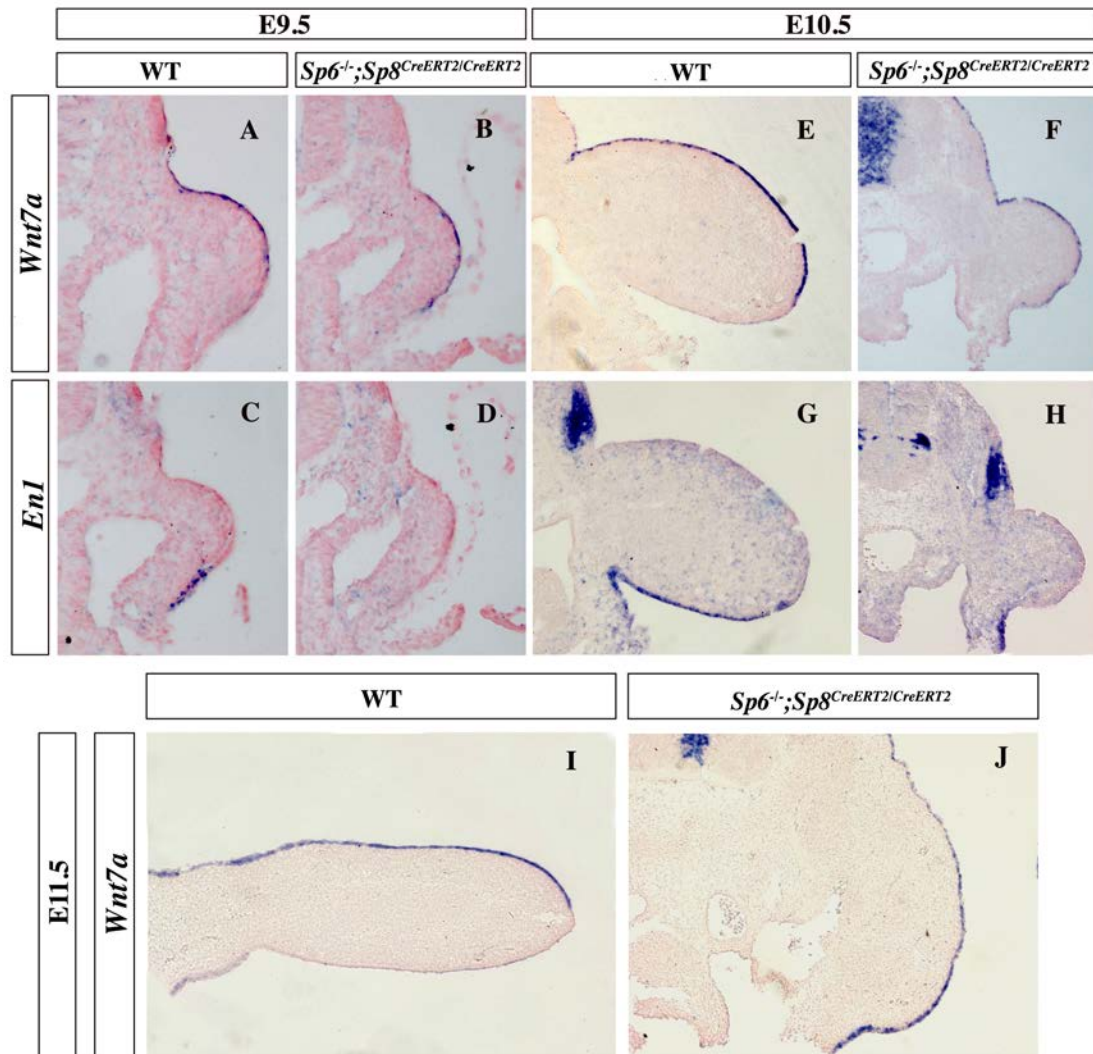 E9.5 E10.5
WT Sp6-/-;Sp8CreERT2/CreERT2 WT Sp6-/-;Sp8CreERT2/CreERT2
Wnt7a A B E F
En1 C D G H
WT Sp6-/-;Sp8CreERT2/CreERT2
E11.5 Wnt7a I J